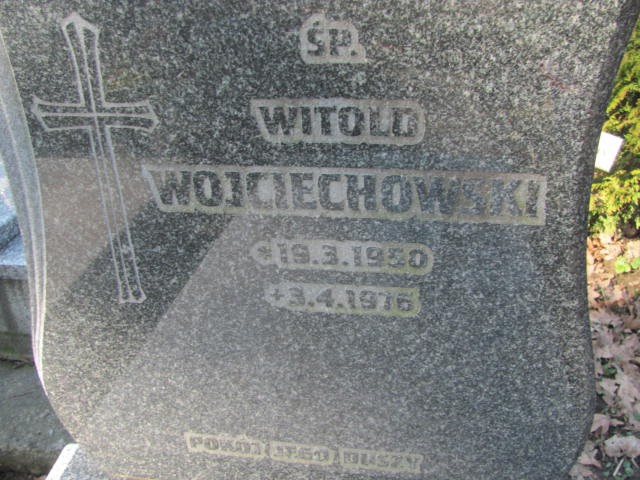 ŚP.
WITOLD
WOJCIECHOWSKI
*19.3.1950
+3.4.1976
POKÓJ JEGO DUSZY